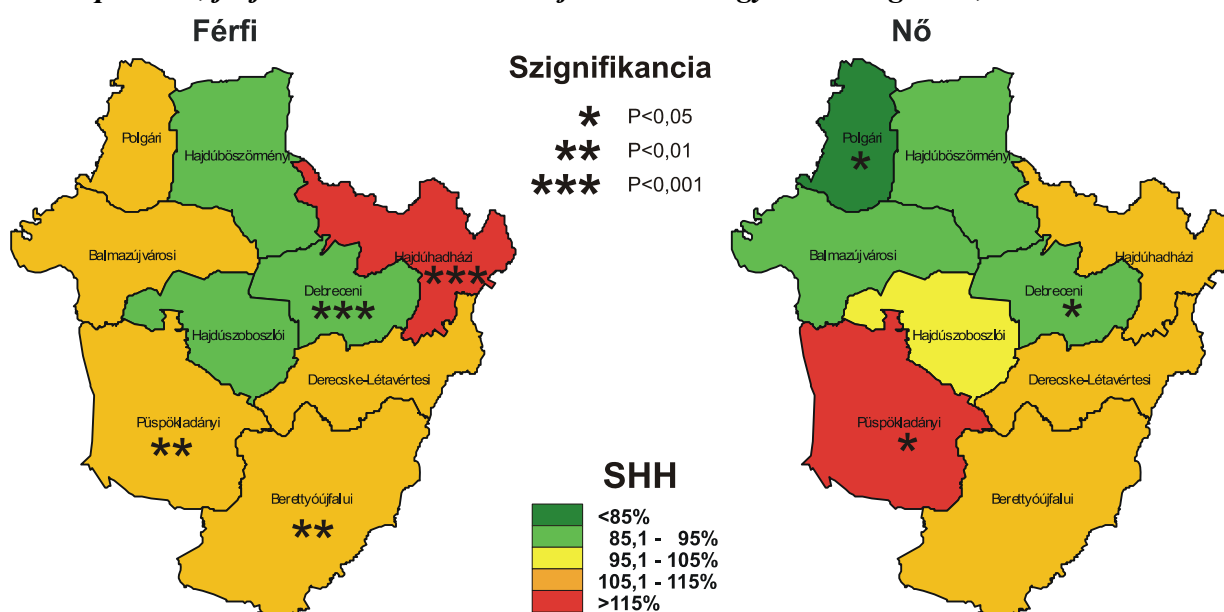 Férfi
Nő
Szignifikancia
* P<0,05
** P<0,01
*** P<0,001
Polgári
Hajdúböszörményi
Balmazújvárosi
Hajdúhadházi
***
Debreceni
***
Hajdúszoboszlói
Derecske-Létavértesi
Püspökladányi
**
Berettyóújfalui
**
Polgári
*
Hajdúböszörményi
Balmazújvárosi
Hajdúhadházi
Debreceni
*
Hajdúszoboszlói
Derecske-Létavértesi
Püspökladányi
*
Berettyóújfalui
SHH
<85%
85,1 - 95%
95,1 - 105%
105,1 - 115%
>115%